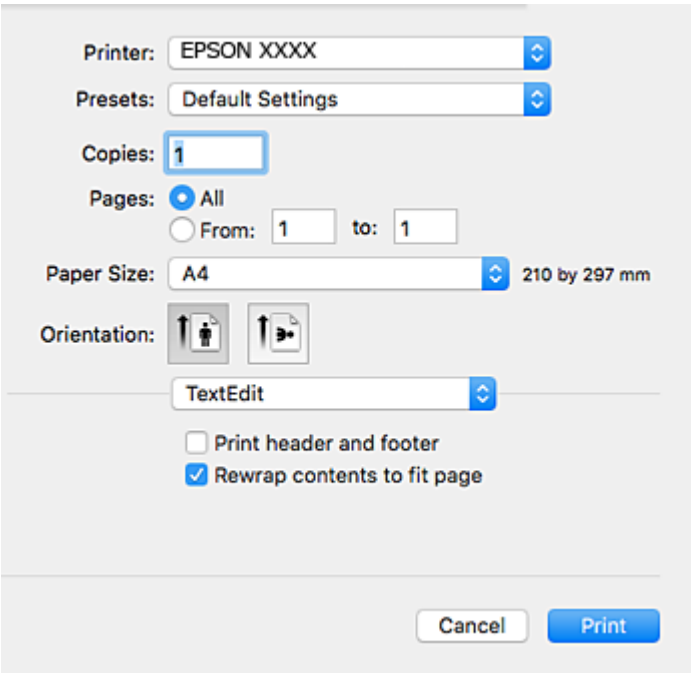 Printer: EPSON XXXX
Presets: Default Settings
Copies: 1
Pages: All
From: 1 to: 1
Paper Size: A4 210 by 297 mm
Orientation:
TextEdit
Print header and footer
Rewrap contents to fit page
Cancel Print